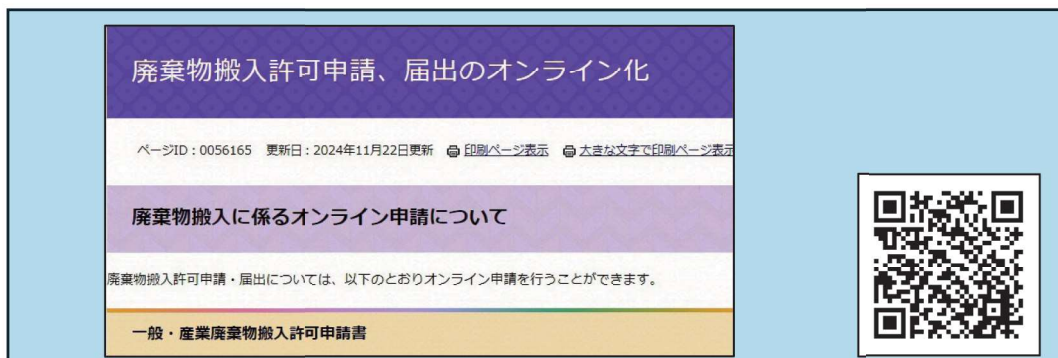 廃棄物搬入許可申請、届出のオンライン化
ページID：0056165 更新日：2024年11月22日更新 印刷ページ表示 大きな文字で印刷ページ表示
廃棄物搬入に係るオンライン申請について
廃棄物搬入許可申請・届出については、以下のとおりオンライン申請を行うことができます。
一般・産業廃棄物搬入許可申請書